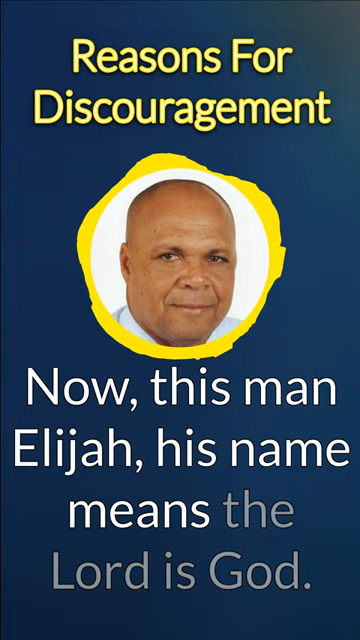 Reasons For
Discouragement
Now, this man
Elijah, his name
means the
Lord is God.